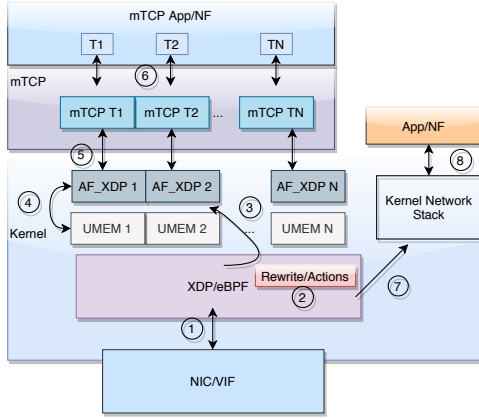 mTCP App/NF
T1 T2 TN
mTCP
6
mTCP T1 mTCP T2 ... mTCP TN
App/NF
5
8
AF_XDP 1 AF_XDP 2 AF_XDP N
4
3
Kernel Network
Stack
Kernel
UMEM 1 UMEM 2 ... UMEM N
Rewrite/Actions
XDP/eBPF
2
7
1
NIC/VIF